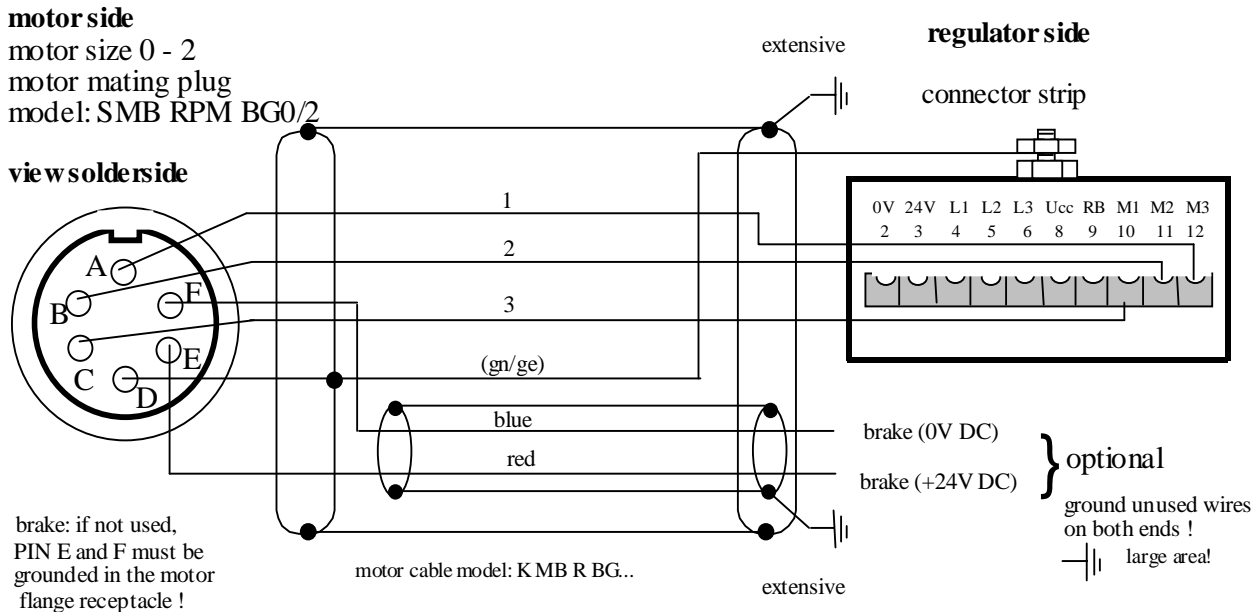 motor side
motor size 0 - 2
motor mating plug
model: SMB RPM BG0/2
view solderside
extensive
regulator side
connector strip
0V 24V L1 L2 L3 Ucc RB M1 M2 M3
2 3 4 5 6 8 9 10 11 12
1
2
3
A
B
C
D
E
F
(gn/ge)
blue
red
brake (0V DC)
brake (+24V DC)
} optional
ground unused wires
on both ends !
large area!
brake: if not used,
PIN E and F must be
grounded in the motor
flange receptacle !
motor cable model: K MB R BG...
extensive